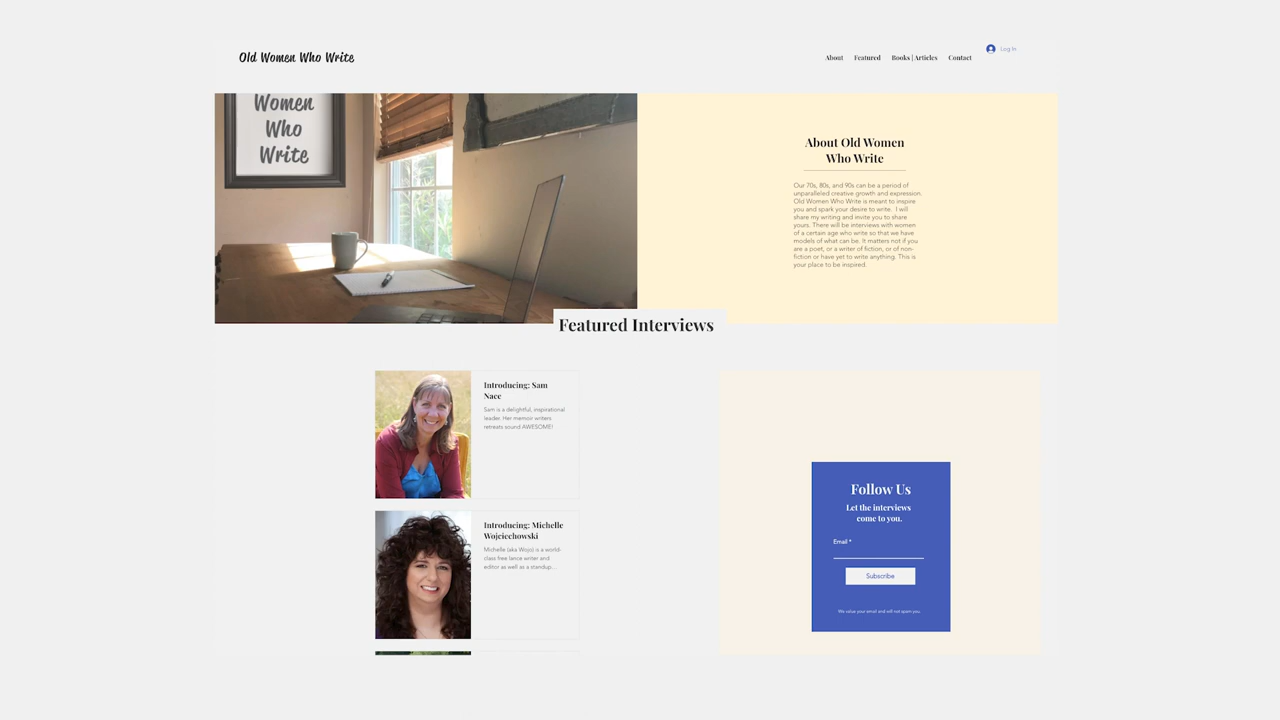 Old Women Who Write
About
Featured
Books | Articles
Contact
Log In
Women
Who
Write
About Old Women
Who Write
Our 70s, 80s, and 90s can be a period of
unparalleled creative growth and expression.
Old Women Who Write is meant to inspire
you and spark your desire to write. I will
share my writing and invite you to share
yours. There will be interviews with women
of a certain age who write so that we have
models of what can be. It matters not if you
are a poet, or a writer of fiction, or of non-
fiction or have yet to write anything. This is
your place to be inspired.
Featured Interviews
Introducing: Sam
Nace
Sam is a delightful, inspirational
leader. Her memoir writers
retreats sound AWESOME!
Introducing: Michelle
Wojciechowski
Michelle (aka Wojo) is a world-
class free lance writer and
editor as well as a standup...
Follow Us
Let the interviews
come to you.
Email *
Subscribe
We value your email and will not spam you.